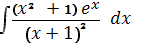 ∫ (x² + 1) eˣ / (x + 1)² dx